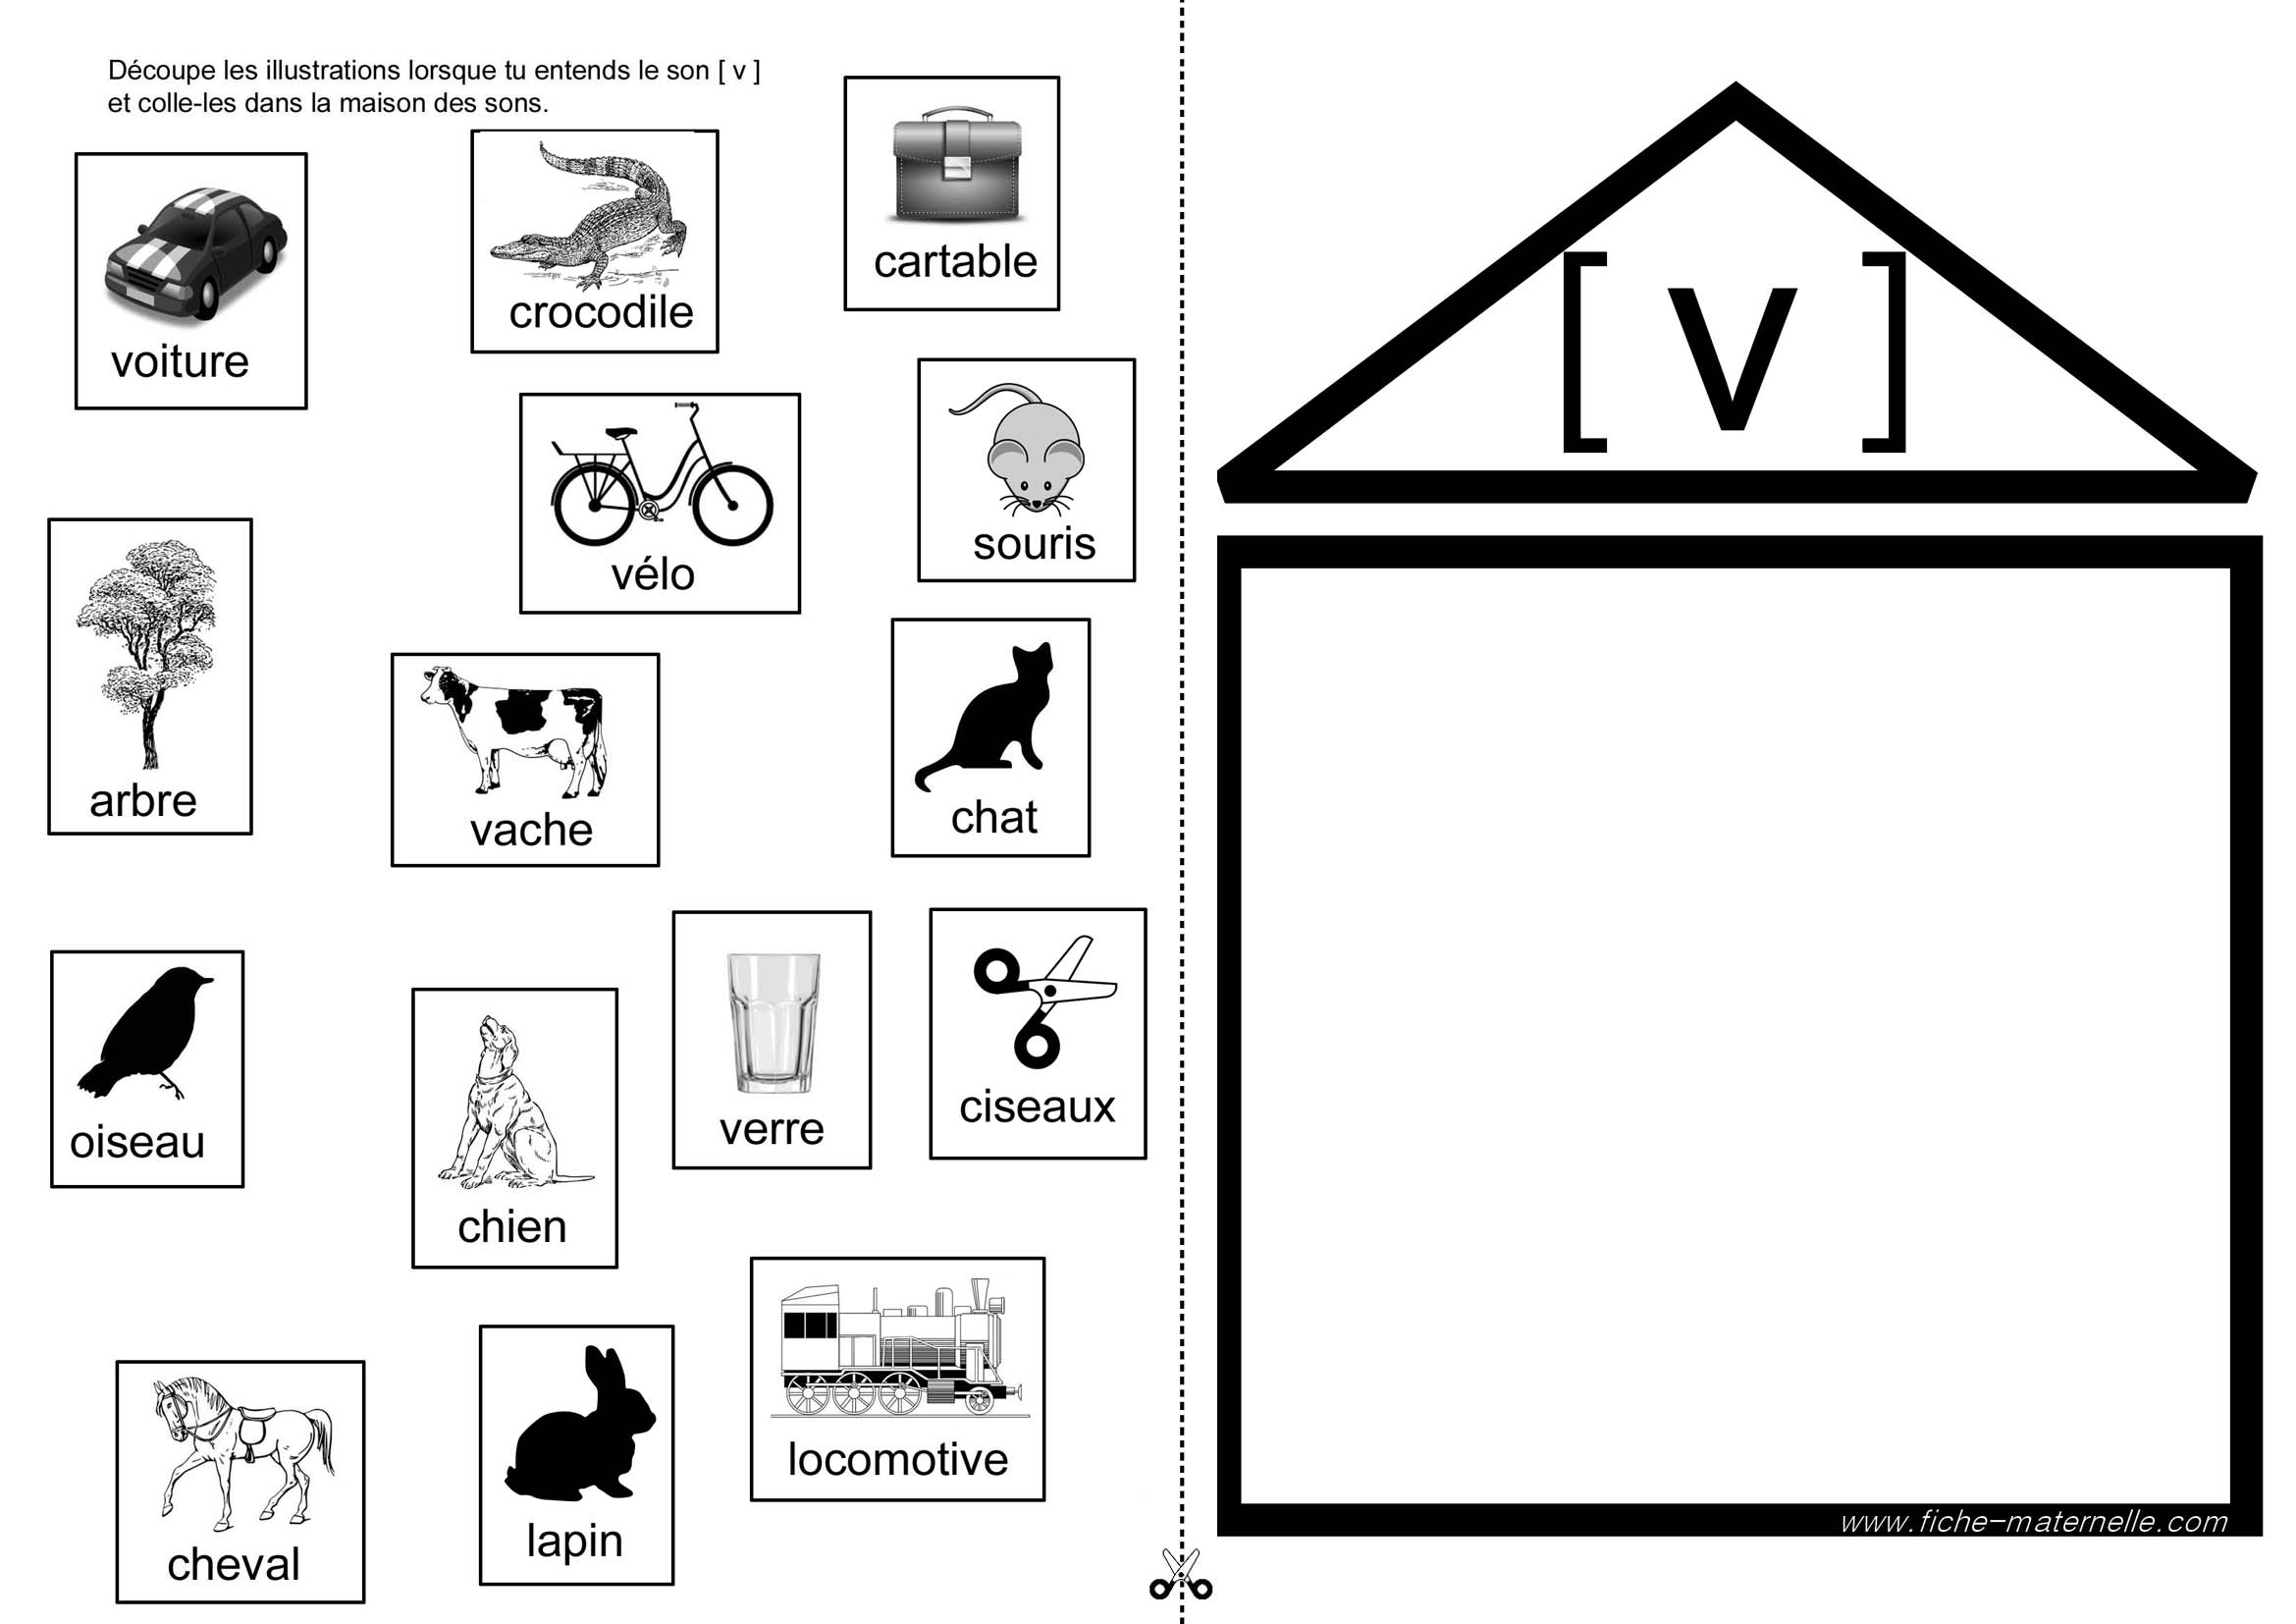 Découpe les illustrations lorsque tu entends le son [ v ]
et colle-les dans la maison des sons.
voiture
crocodile
cartable
vélo
souris
arbre
vache
chat
oiseau
chien
verre
ciseaux
cheval
lapin
locomotive
[ v ]
www.fiche-maternelle.com